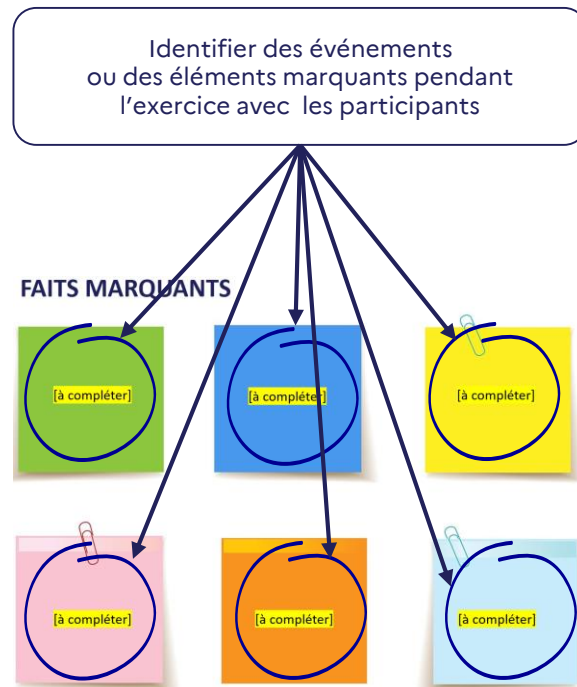 Identifier des événements
ou des éléments marquants pendant
l'exercice avec les participants
FAITS MARQUANTS
[à compléter]
[à compléter]
[à compléter]
[à compléter]
[à compléter]
[à compléter]